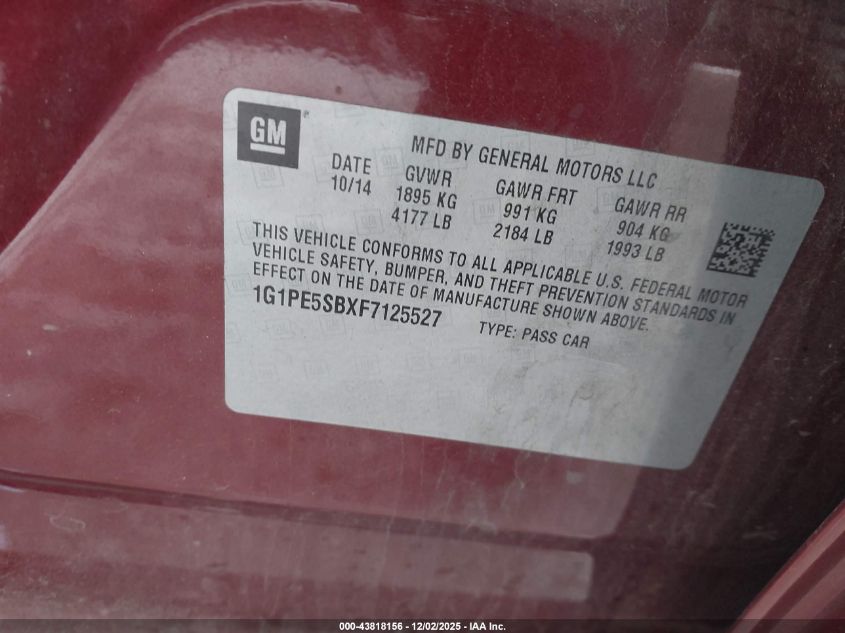 GM
MFD BY GENERAL MOTORS LLC
DATE GVWR GAWR FRT GAWR RR
10/14 1895 KG 991 KG 904 KG
4177 LB 2184 LB 1993 LB
THIS VEHICLE CONFORMS TO ALL APPLICABLE U.S. FEDERAL MOTOR
VEHICLE SAFETY, BUMPER, AND THEFT PREVENTION STANDARDS IN
EFFECT ON THE DATE OF MANUFACTURE SHOWN ABOVE.
1G1PE5SBXF7125527 TYPE: PASS CAR
000-43818156 - 12/02/2025 - IAA Inc.